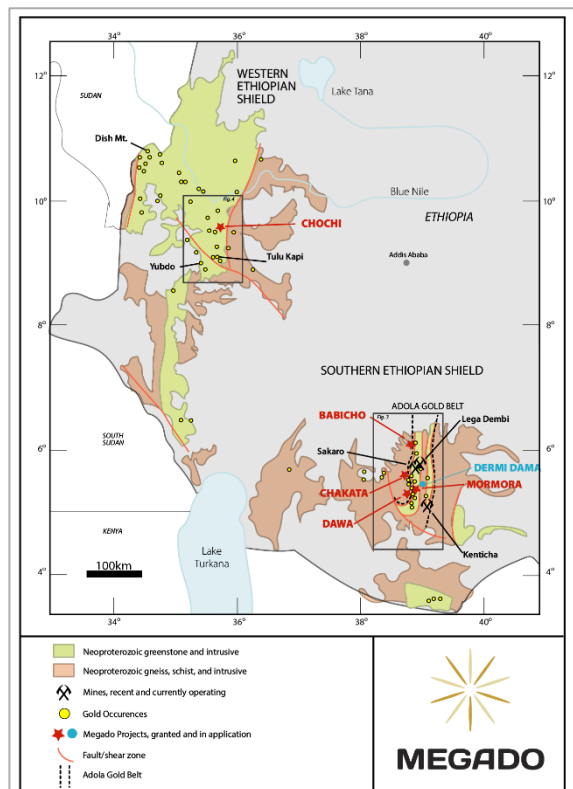 34°
36°
38°
40°
12°
WESTERN
ETHIOPIAN
SHIELD
SUDAN
Lake Tana
Dish Mt.
10°
Fig.4
Blue Nile
ETHIOPIA
CHOCHI
Addis Ababa
Yubdo
Tulu Kapi
8°
8°
SOUTHERN ETHIOPIAN SHIELD
ADOLA GOLD BELT
BABICHO
Lega Dembi
6°
SOUTH
SUDAN
Sakaro
6°
DERMI DAMA
CHAKATA
MORMORA
DAWA
KENYA
Kenticha
Lake
Turkana
100km
4°
4°
34°
36°
38°
40°
Neoproterozoic greenstone and intrusive
Neoproterozoic gneiss, schist, and intrusive
Mines, recent and currently operating
Gold Occurences
Megado Projects, granted and in application
Fault/shear zone
Adola Gold Belt
MEGADO